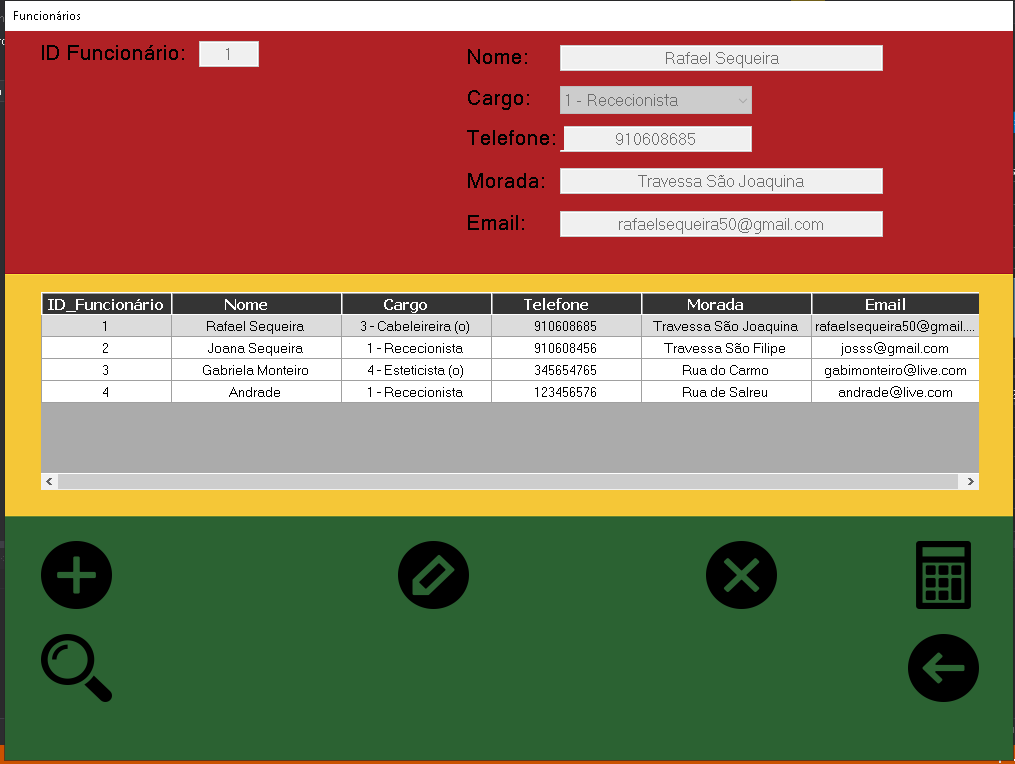 Funcionários
ID Funcionário: 1
Nome: Rafael Sequeira
Cargo: 1 - Rececionista
Telefone: 910608685
Morada: Travessa São Joaquina
Email: rafaelsequeira50@gmail.com
ID_Funcionário Nome Cargo Telefone Morada Email
1 Rafael Sequeira 3 - Cabeleireira (o) 910608685 Travessa São Joaquina rafaelsequeira50@gmail....
2 Joana Sequeira 1 - Rececionista 910608456 Travessa São Filipe josss@gmail.com
3 Gabriela Monteiro 4 - Esteticista (o) 345654765 Rua do Carmo gabimonteiro@live.com
4 Andrade 1 - Rececionista 123456576 Rua de Salreu andrade@live.com